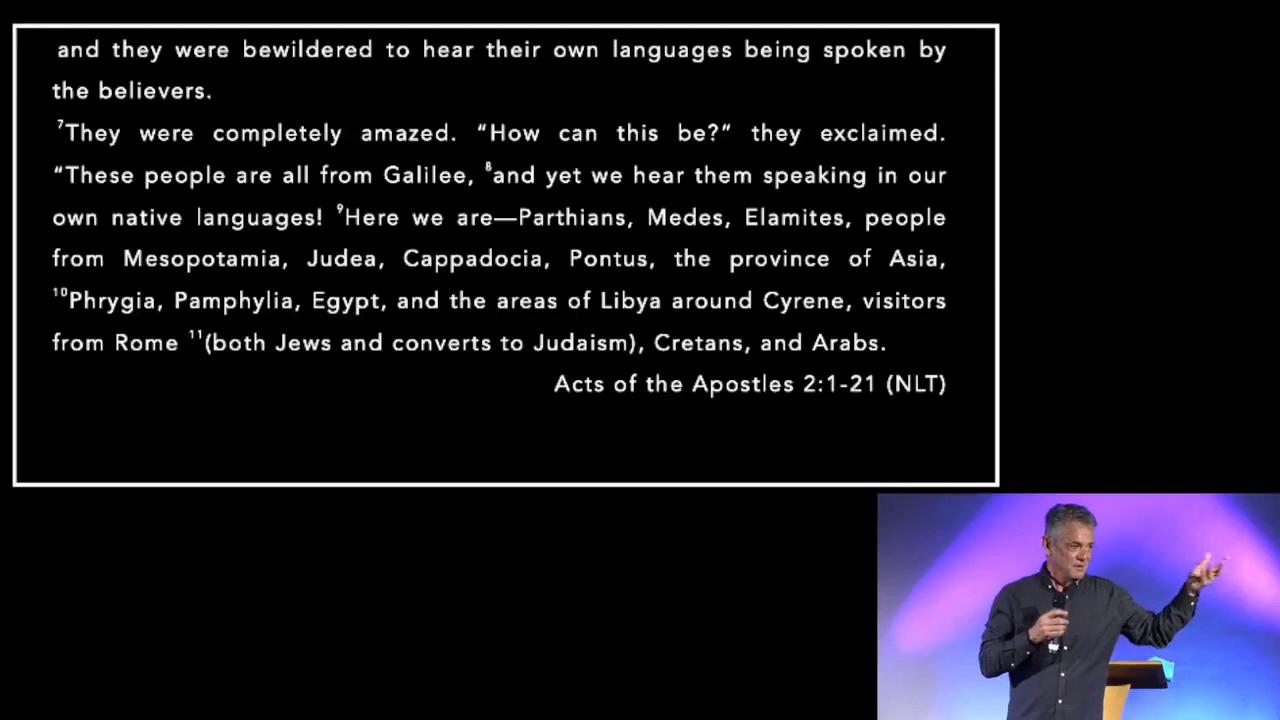 and they were bewildered to hear their own languages being spoken by
the believers.
⁷They were completely amazed. “How can this be?” they exclaimed.
“These people are all from Galilee, ⁸and yet we hear them speaking in our
own native languages! ⁹Here we are—Parthians, Medes, Elamites, people
from Mesopotamia, Judea, Cappadocia, Pontus, the province of Asia,
¹⁰Phrygia, Pamphylia, Egypt, and the areas of Libya around Cyrene, visitors
from Rome ¹¹(both Jews and converts to Judaism), Cretans, and Arabs.
Acts of the Apostles 2:1-21 (NLT)